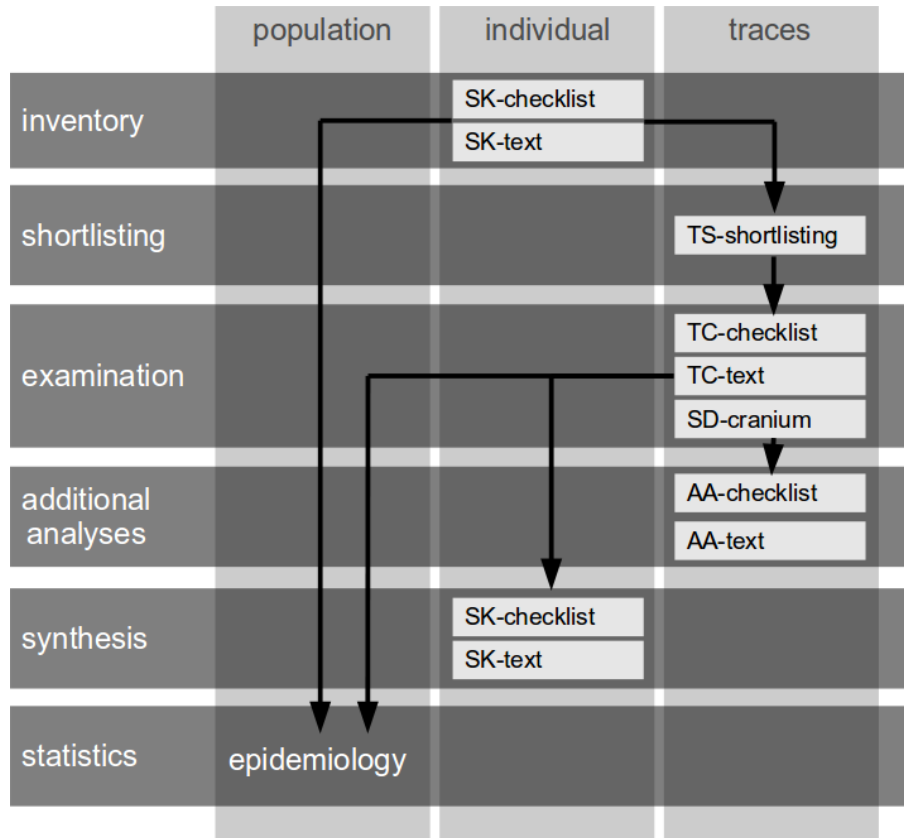 population individual traces
inventory
SK-checklist
SK-text
shortlisting
TS-shortlisting
examination
TC-checklist
TC-text
SD-cranium
additional
analyses
AA-checklist
AA-text
synthesis
SK-checklist
SK-text
statistics
epidemiology